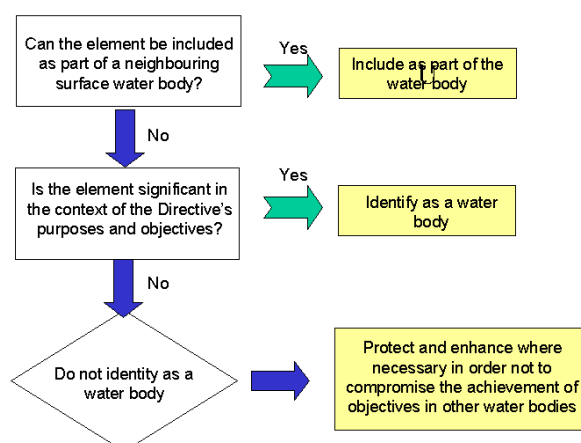 Can the element be included
as part of a neighbouring
surface water body?
Yes
Include as part of the
water body
No
Is the element significant in
the context of the Directive's
purposes and objectives?
Yes
Identify as a water
body
No
Do not identity as a
water body
Protect and enhance where
necessary in order not to
compromise the achievement of
objectives in other water bodies